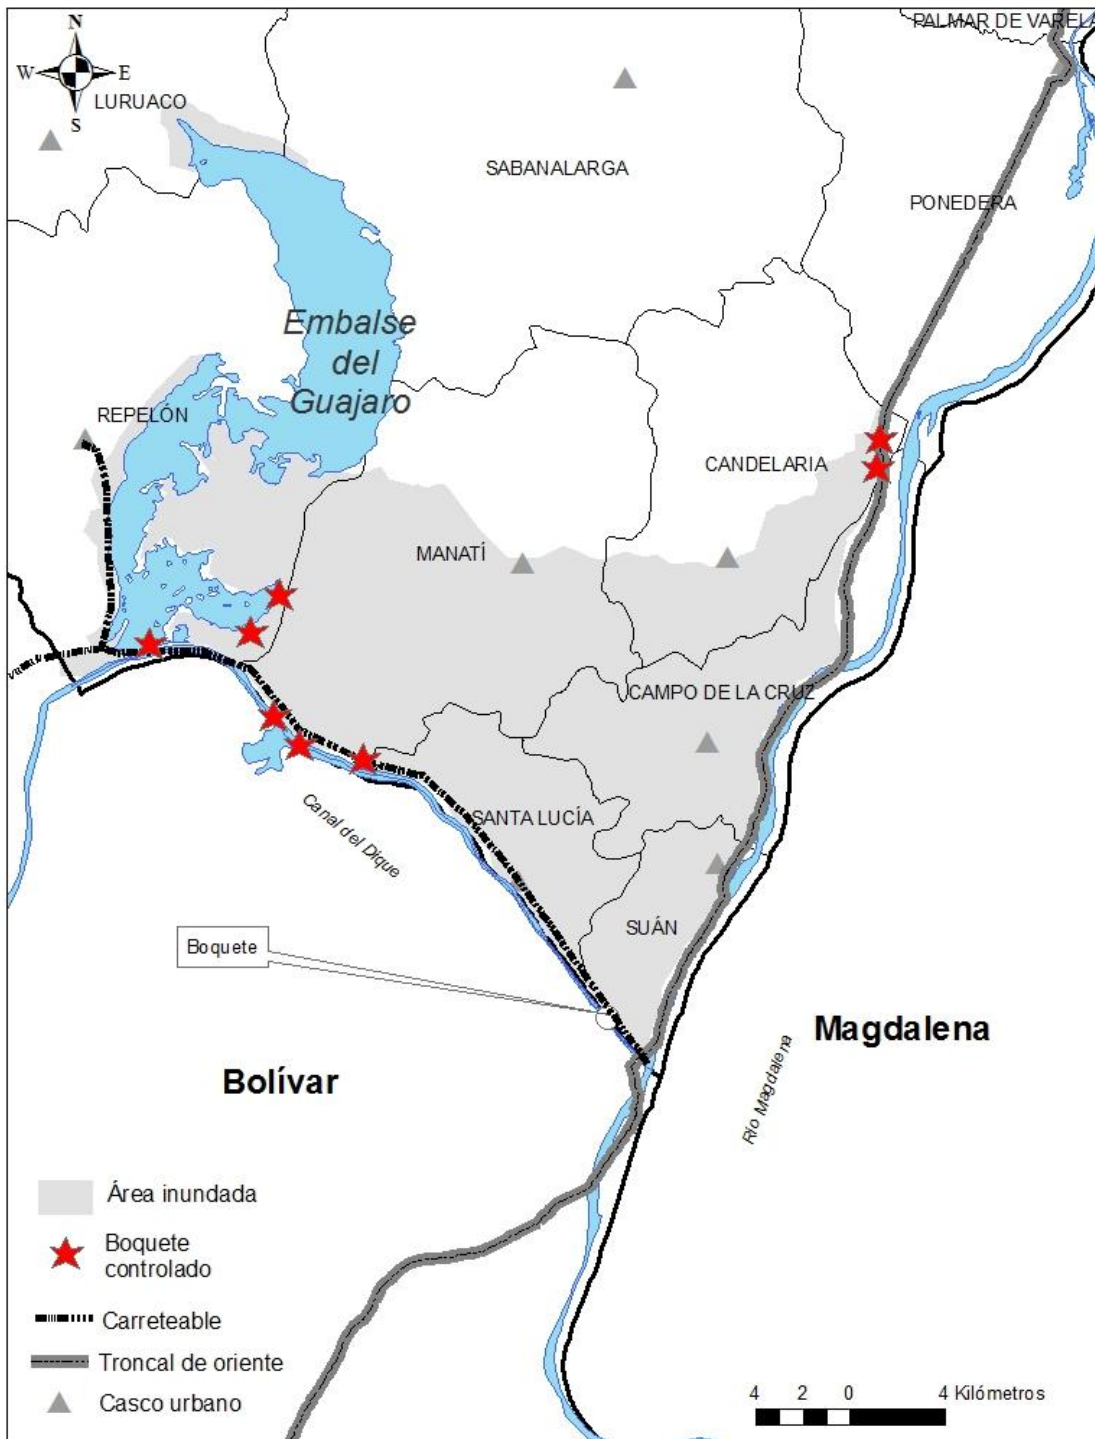 PALMAR DE VARELA
N
W
E
S
LURUACO
SABANALARGA
PONEDERA
Embalse
del
Guajaro
REPELÓN
CANDELARIA
MANATÍ
CAMPO DE LA CRUZ
SANTA LUCÍA
Canal del Dique
SUÁN
Boquete
Magdalena
Río Magdalena
Bolívar
Área inundada
Boquete
controlado
Carreteable
Troncal de oriente
Casco urbano
4 2 0 4 Kilómetros